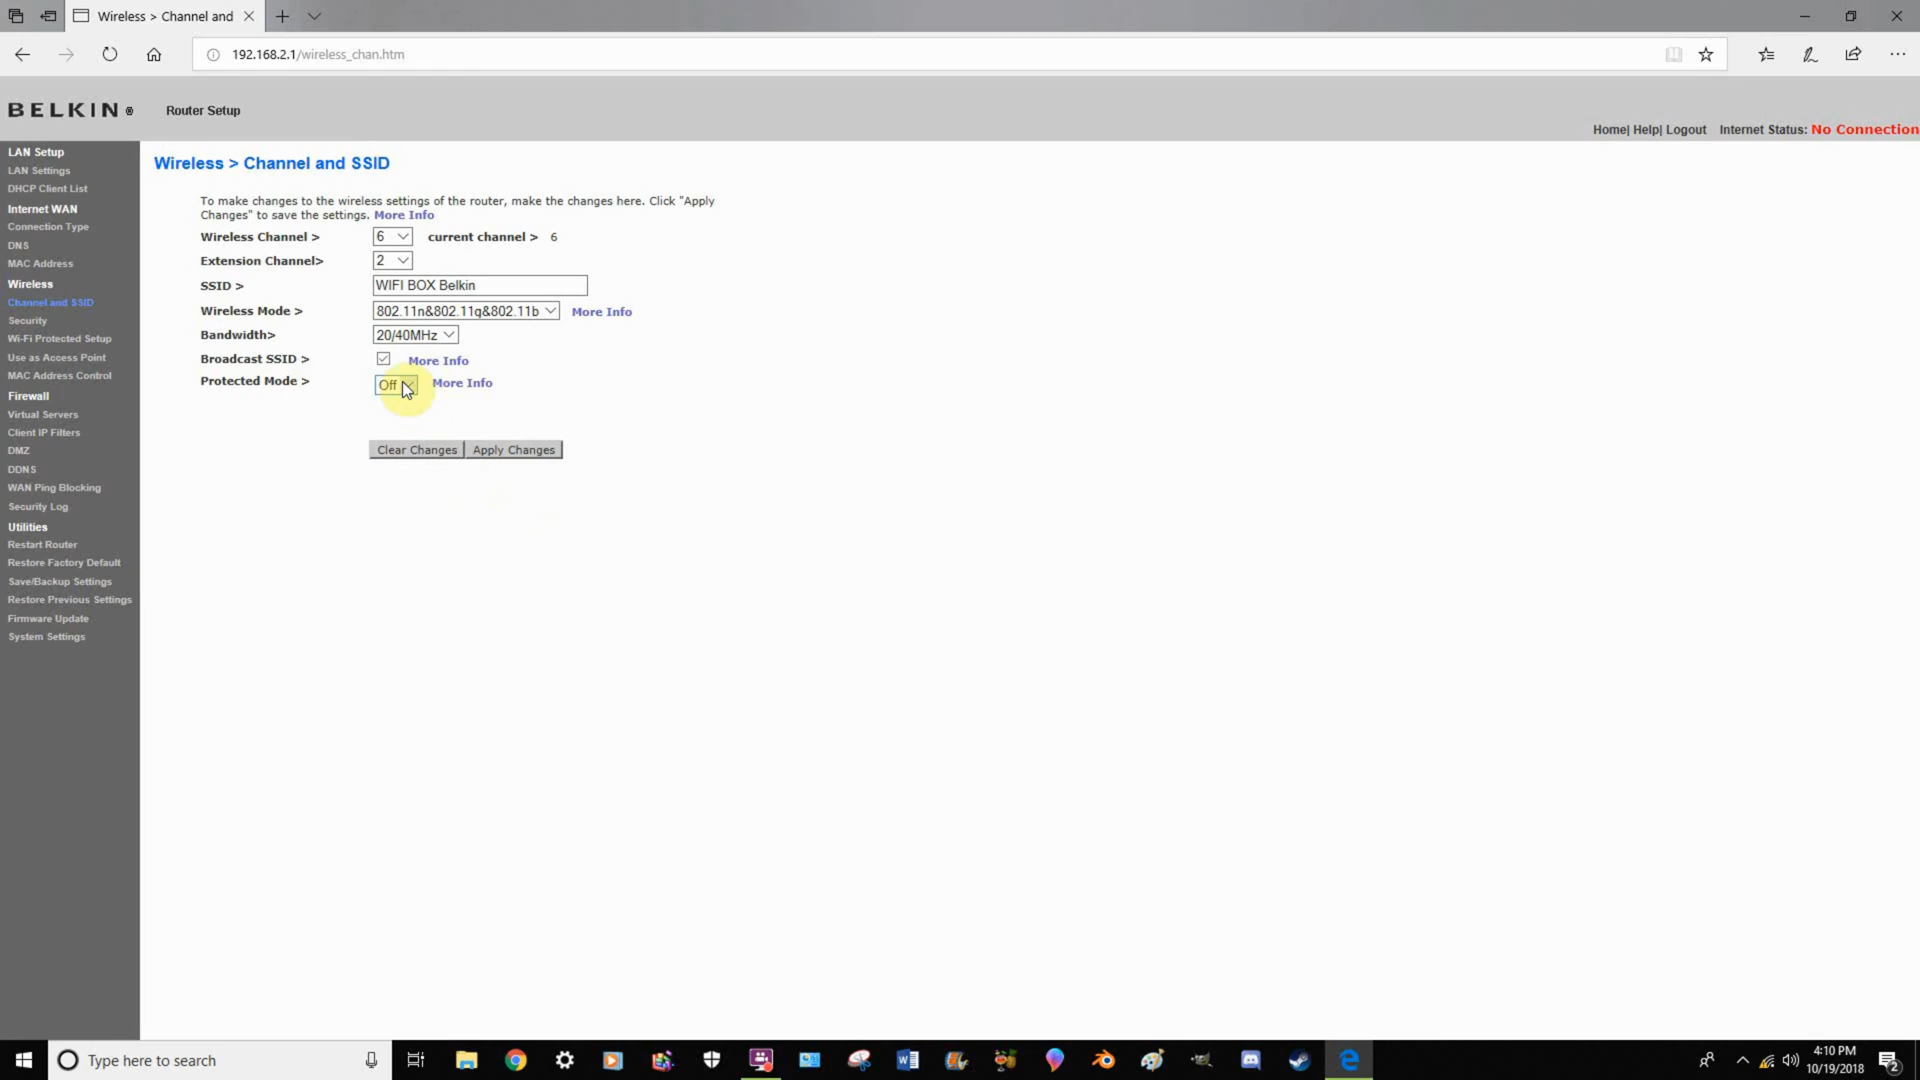 Wireless > Channel and
192.168.2.1/wireless_chan.htm
BELKIN ®
Router Setup
Home| Help| Logout Internet Status: No Connection
LAN Setup
LAN Settings
DHCP Client List
Internet WAN
Connection Type
DNS
MAC Address
Wireless
Channel and SSID
Security
Wi-Fi Protected Setup
Use as Access Point
MAC Address Control
Firewall
Virtual Servers
Client IP Filters
DMZ
DDNS
WAN Ping Blocking
Security Log
Utilities
Restart Router
Restore Factory Default
Save/Backup Settings
Restore Previous Settings
Firmware Update
System Settings
Wireless > Channel and SSID
To make changes to the wireless settings of the router, make the changes here. Click "Apply
Changes" to save the settings. More Info
Wireless Channel > 6 current channel > 6
Extension Channel> 2
SSID > WIFI BOX Belkin
Wireless Mode > 802.11n&802.11g&802.11b More Info
Bandwidth> 20/40MHz
Broadcast SSID > More Info
Protected Mode > Off More Info
Clear Changes Apply Changes
Type here to search
4:10 PM
10/19/2018
2